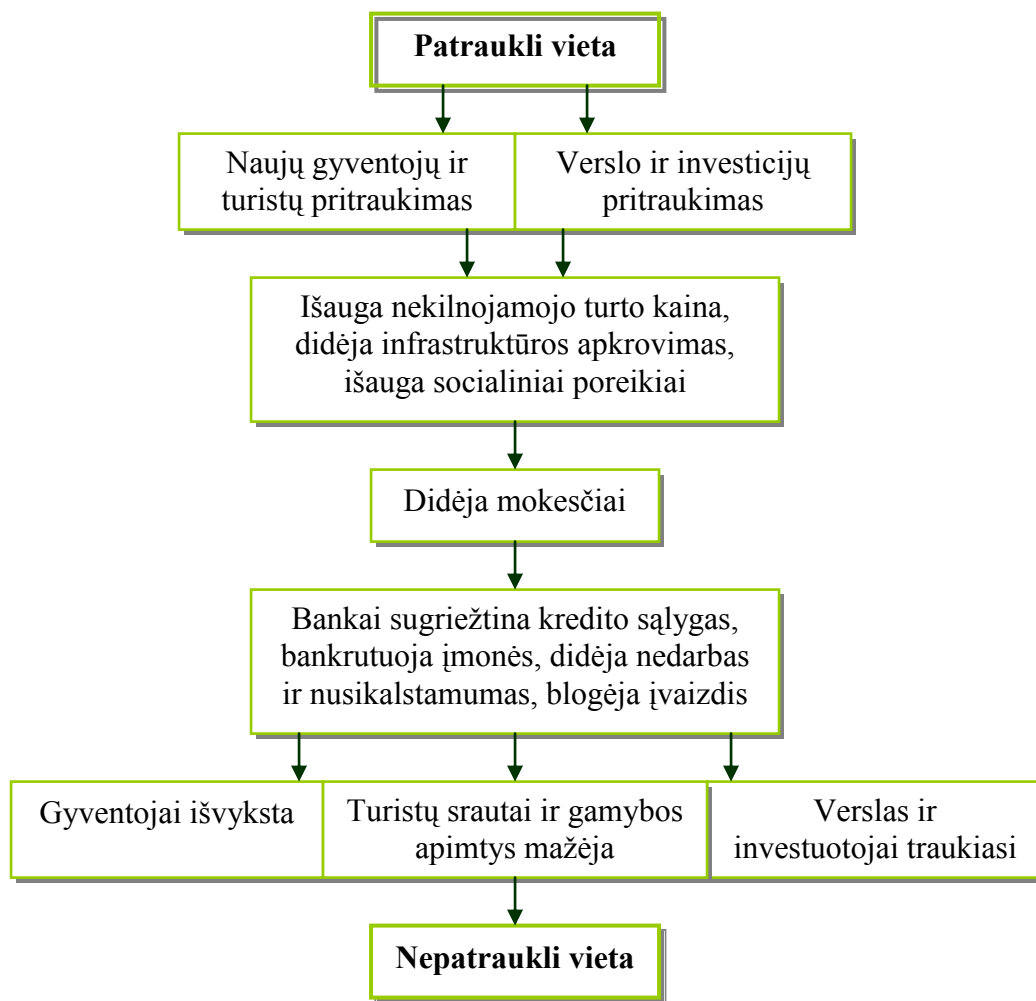 Patraukli vieta
Naujų gyventojų ir
turistų pritraukimas
Verslo ir investicijų
pritraukimas
Išauga nekilnojamojo turto kaina,
didėja infrastruktūros apkrovimas,
išauga socialiniai poreikiai
Didėja mokesčiai
Bankai sugriežtina kredito sąlygas,
bankrutuoja įmonės, didėja nedarbas
ir nusikalstamumas, blogėja įvaizdis
Gyventojai išvyksta
Turistų srautai ir gamybos
apimtys mažėja
Verslas ir
investuotojai traukiasi
Nepatraukli vieta